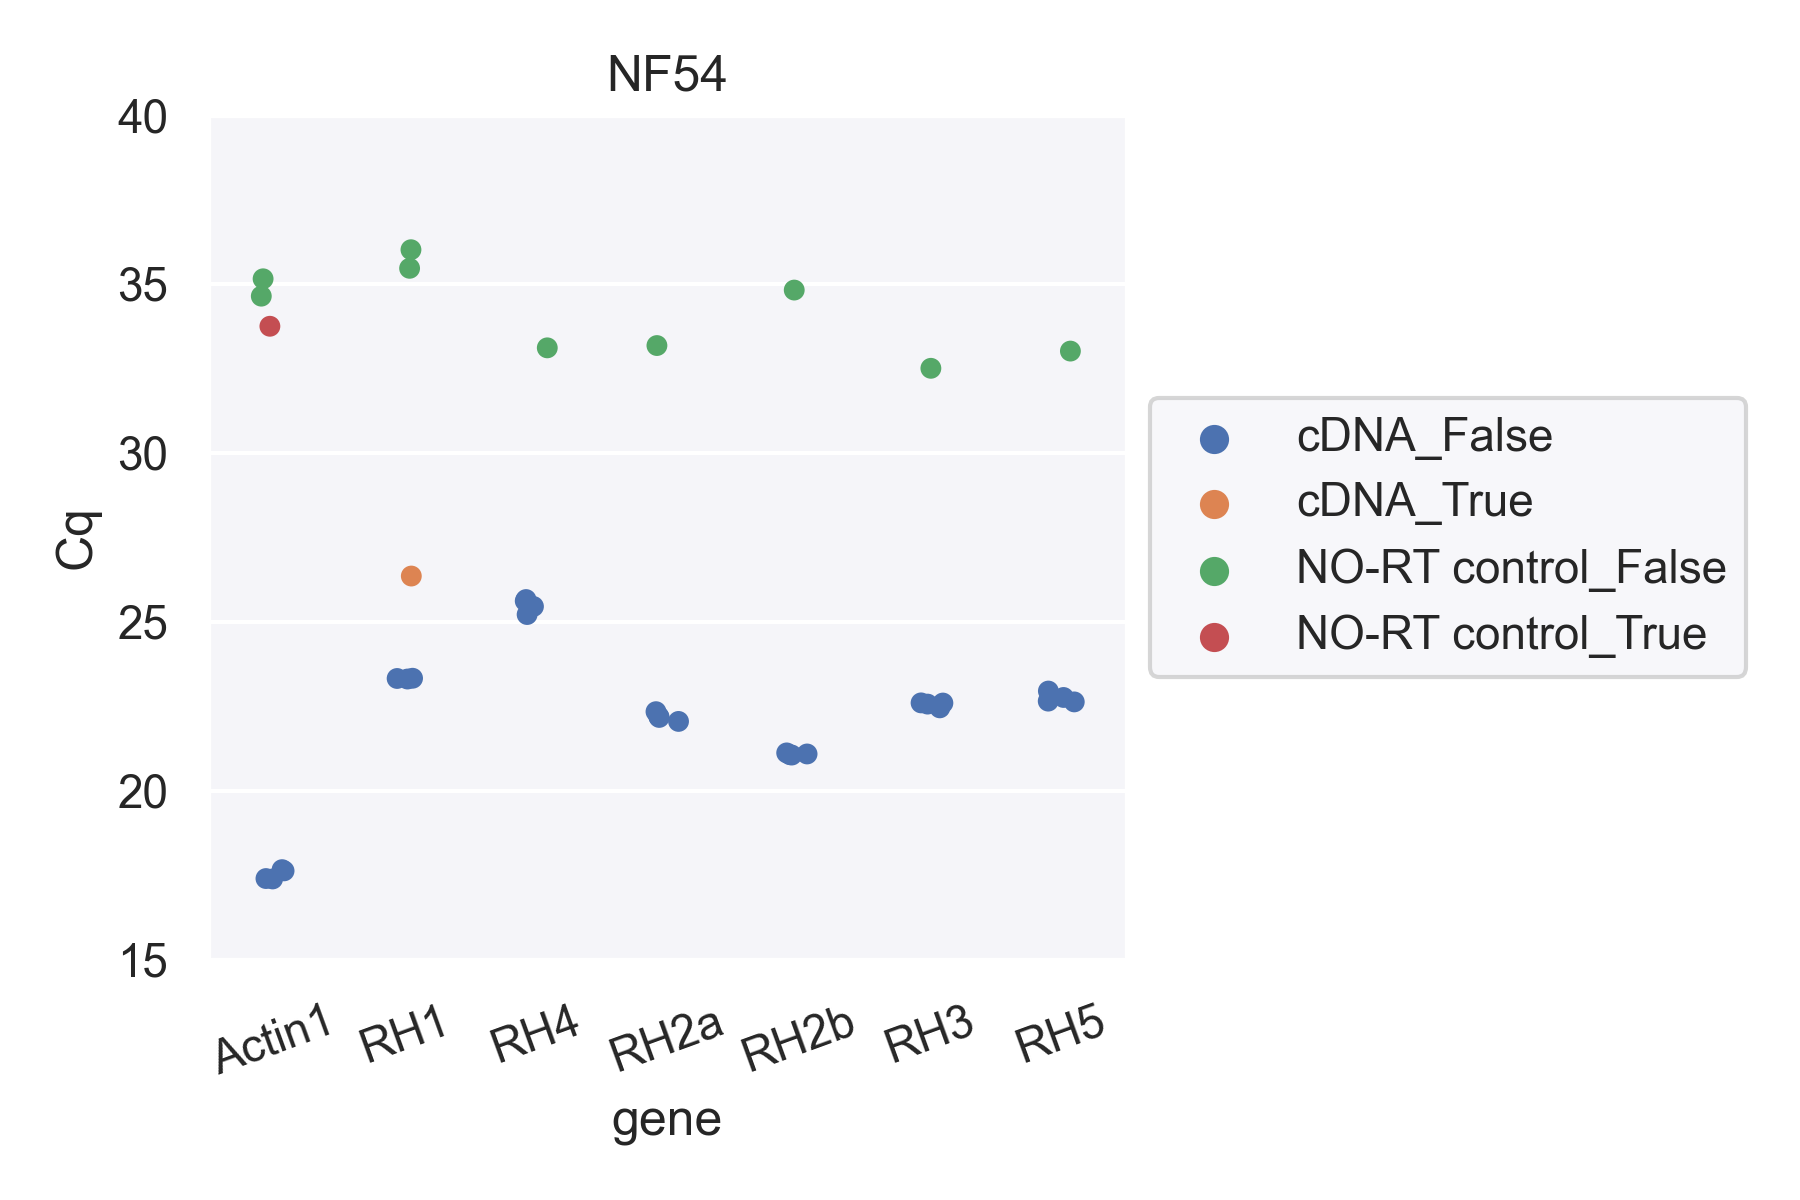 NF54
40
35
30
25
20
15
Cq
Actin1
RH1
RH4
RH2a
RH2b
RH3
RH5
gene
cDNA_False
cDNA_True
NO-RT control_False
NO-RT control_True